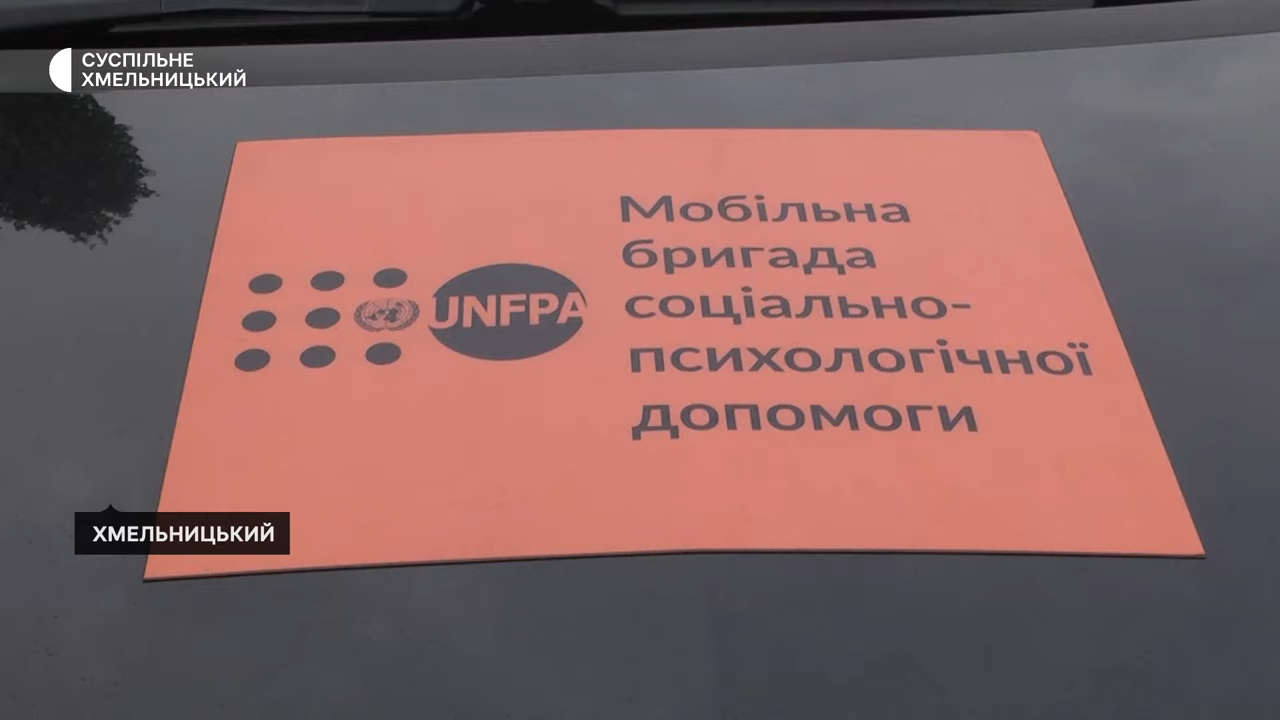 СУСПІЛЬНЕ
ХМЕЛЬНИЦЬКИЙ
UNFPA
Мобільна
бригада
соціально-
психологічної
допомоги
ХМЕЛЬНИЦЬКИЙ